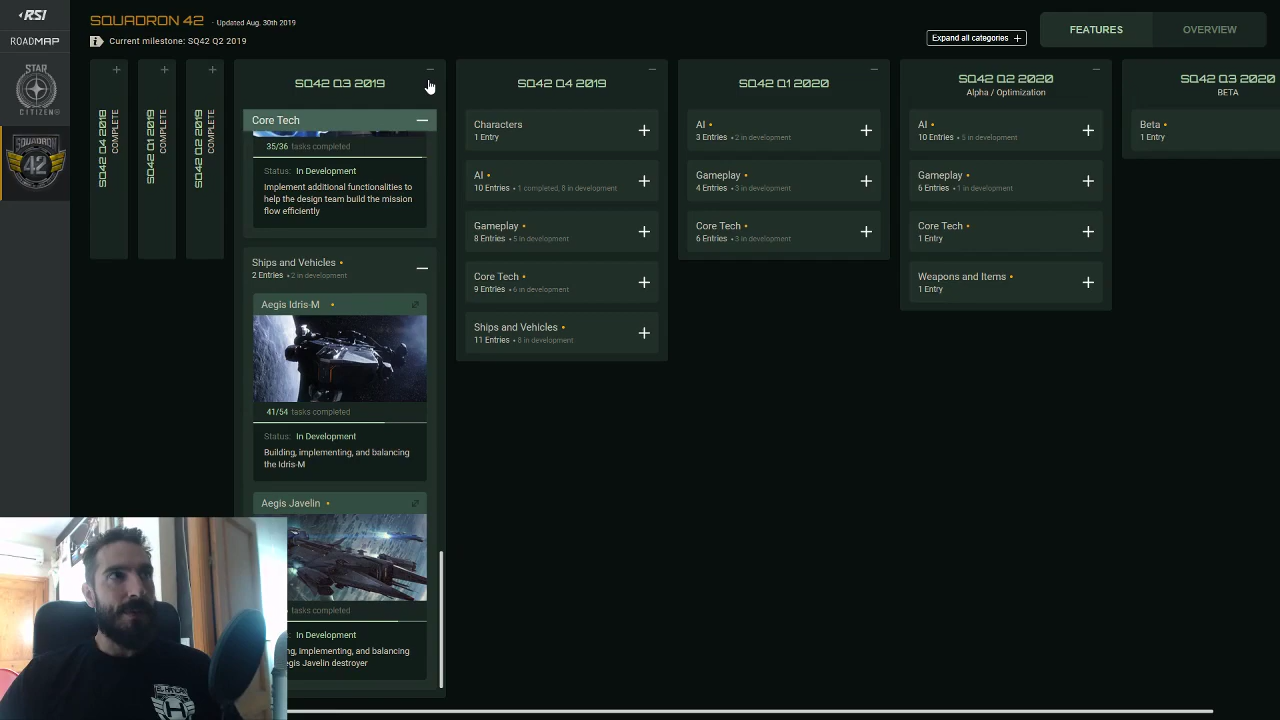 RSI
ROADMAP
STAR
CITIZEN
SQUADRON
42
SQUADRON 42 • Updated Aug. 30th 2019
Current milestone: SQ42 Q2 2019
Expand all categories +
FEATURES
OVERVIEW
SQ42 Q4 2019
COMPLETE
SQ42 Q1 2019
COMPLETE
SQ42 Q2 2019
COMPLETE
SQ42 Q3 2019
Core Tech
35/36 tasks completed
Status: In Development
Implement additional functionalities to
help the design team build the mission
flow efficiently
Ships and Vehicles
2 Entries • 2 in development
Aegis Idris-M
41/54 tasks completed
Status: In Development
Building, implementing, and balancing
the Idris-M
Aegis Javelin
tasks completed
In Development
implementing, and balancing
Javelin destroyer
SQ42 Q4 2019
Characters
1 Entry
AI
10 Entries • 1 completed, 8 in development
Gameplay
8 Entries • 5 in development
Core Tech
9 Entries • 6 in development
Ships and Vehicles
11 Entries • 8 in development
SQ42 Q1 2020
AI
3 Entries • 2 in development
Gameplay
4 Entries • 3 in development
Core Tech
6 Entries • 3 in development
SQ42 Q2 2020
Alpha / Optimization
AI
10 Entries • 5 in development
Gameplay
6 Entries • 1 in development
Core Tech
1 Entry
Weapons and Items
1 Entry
SQ42 Q3 2020
BETA
Beta
1 Entry